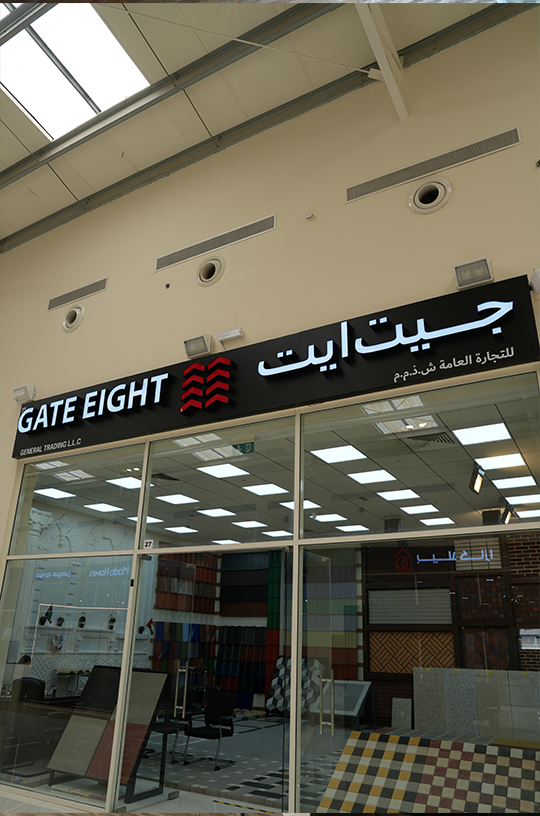 GATE EIGHT
جيت ايت
GENERAL TRADING L.L.C
للتجارة العامة ش.ذ.م.م
27